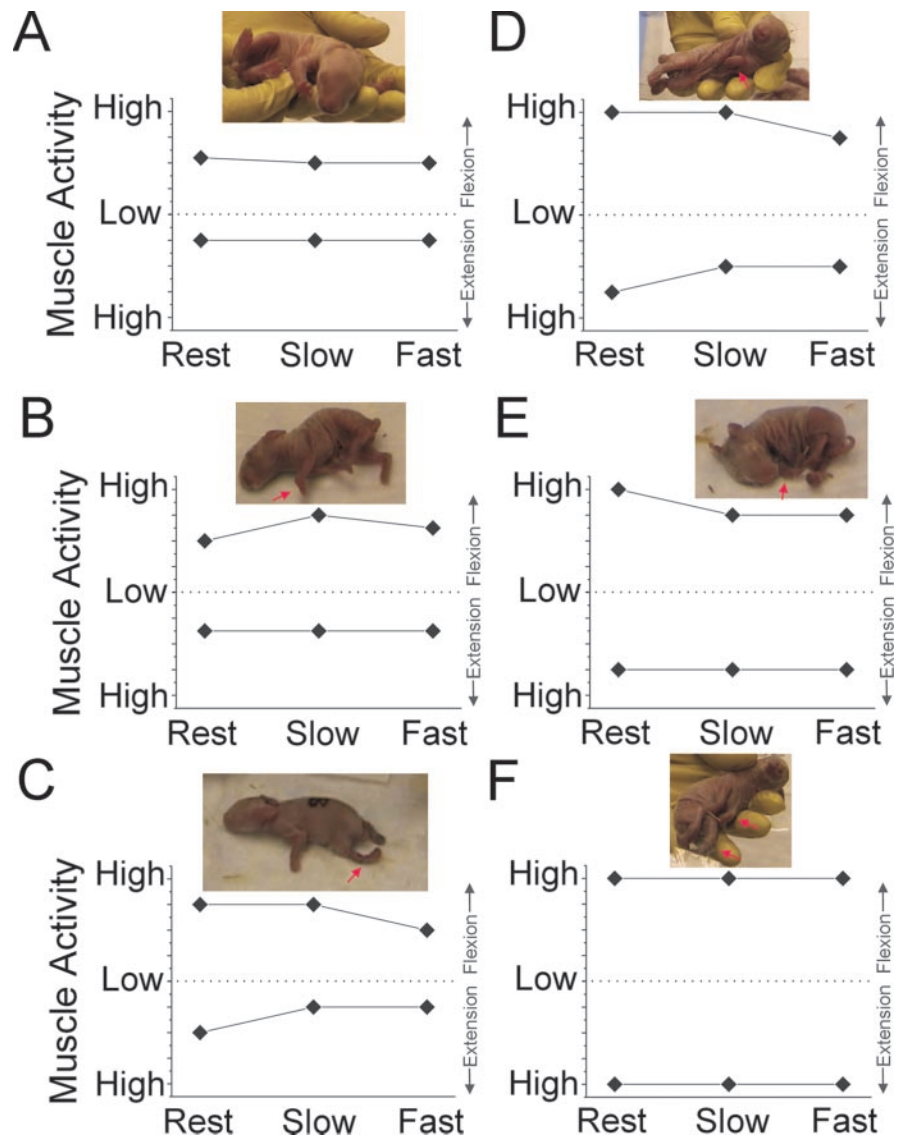 A
Muscle Activity
High
Low
High
←Extension Flexion→
Rest Slow Fast
D
High
Low
High
←Extension Flexion→
Rest Slow Fast
B
Muscle Activity
High
Low
High
←Extension Flexion→
Rest Slow Fast
E
High
Low
High
←Extension Flexion→
Rest Slow Fast
C
Muscle Activity
High
Low
High
←Extension Flexion→
Rest Slow Fast
F
High
Low
High
←Extension Flexion→
Rest Slow Fast